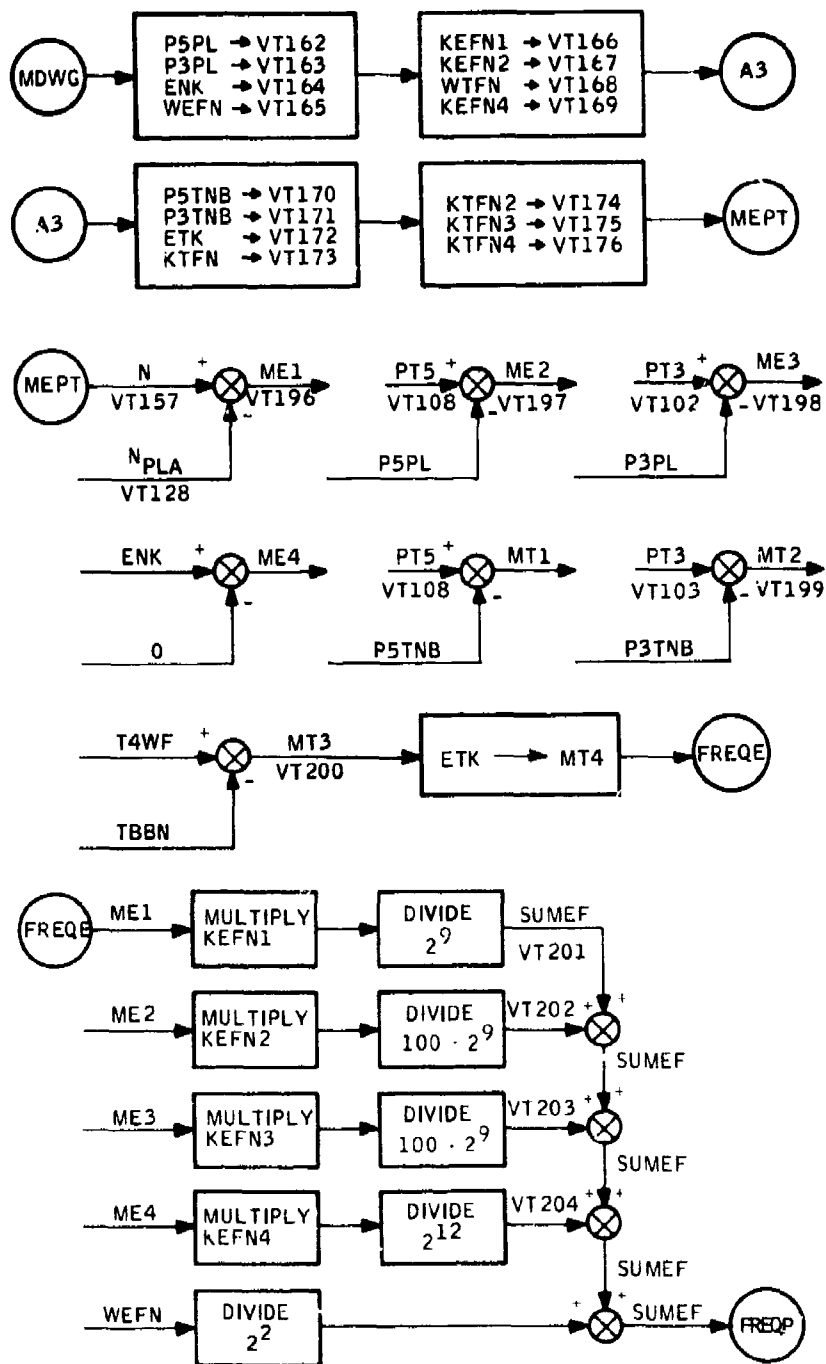 MDWG
P5PL → VT162
P3PL → VT163
ENK → VT164
WEFN → VT165
KEFN1 → VT166
KEFN2 → VT167
WTFN → VT168
KEFN4 → VT169
A3
A3
P5TNB → VT170
P3TNB → VT171
ETK → VT172
KTFN → VT173
KTFN2 → VT174
KTFN3 → VT175
KTFN4 → VT176
MEPT
MEPT
N
VT157
+
-
ME1
VT196
NPLA
VT128
PT5
VT108
+
-
ME2
VT197
P5PL
PT3
VT102
+
-
ME3
VT198
P3PL
ENK
+
-
ME4
0
PT5
VT108
+
-
MT1
P5TNB
PT3
VT103
+
-
MT2
VT199
P3TNB
T4WF
+
-
MT3
VT200
TBBN
ETK → MT4
FREQE
FREQE
ME1
MULTIPLY
KEFN1
DIVIDE
2^9
SUMEF
VT201
ME2
MULTIPLY
KEFN2
DIVIDE
100 · 2^9
VT202
+ +
SUMEF
ME3
MULTIPLY
KEFN3
DIVIDE
100 · 2^9
VT203
+ +
SUMEF
ME4
MULTIPLY
KEFN4
DIVIDE
2^12
VT204
+ +
SUMEF
WEFN
DIVIDE
2^2
+ +
SUMEF
FREQP